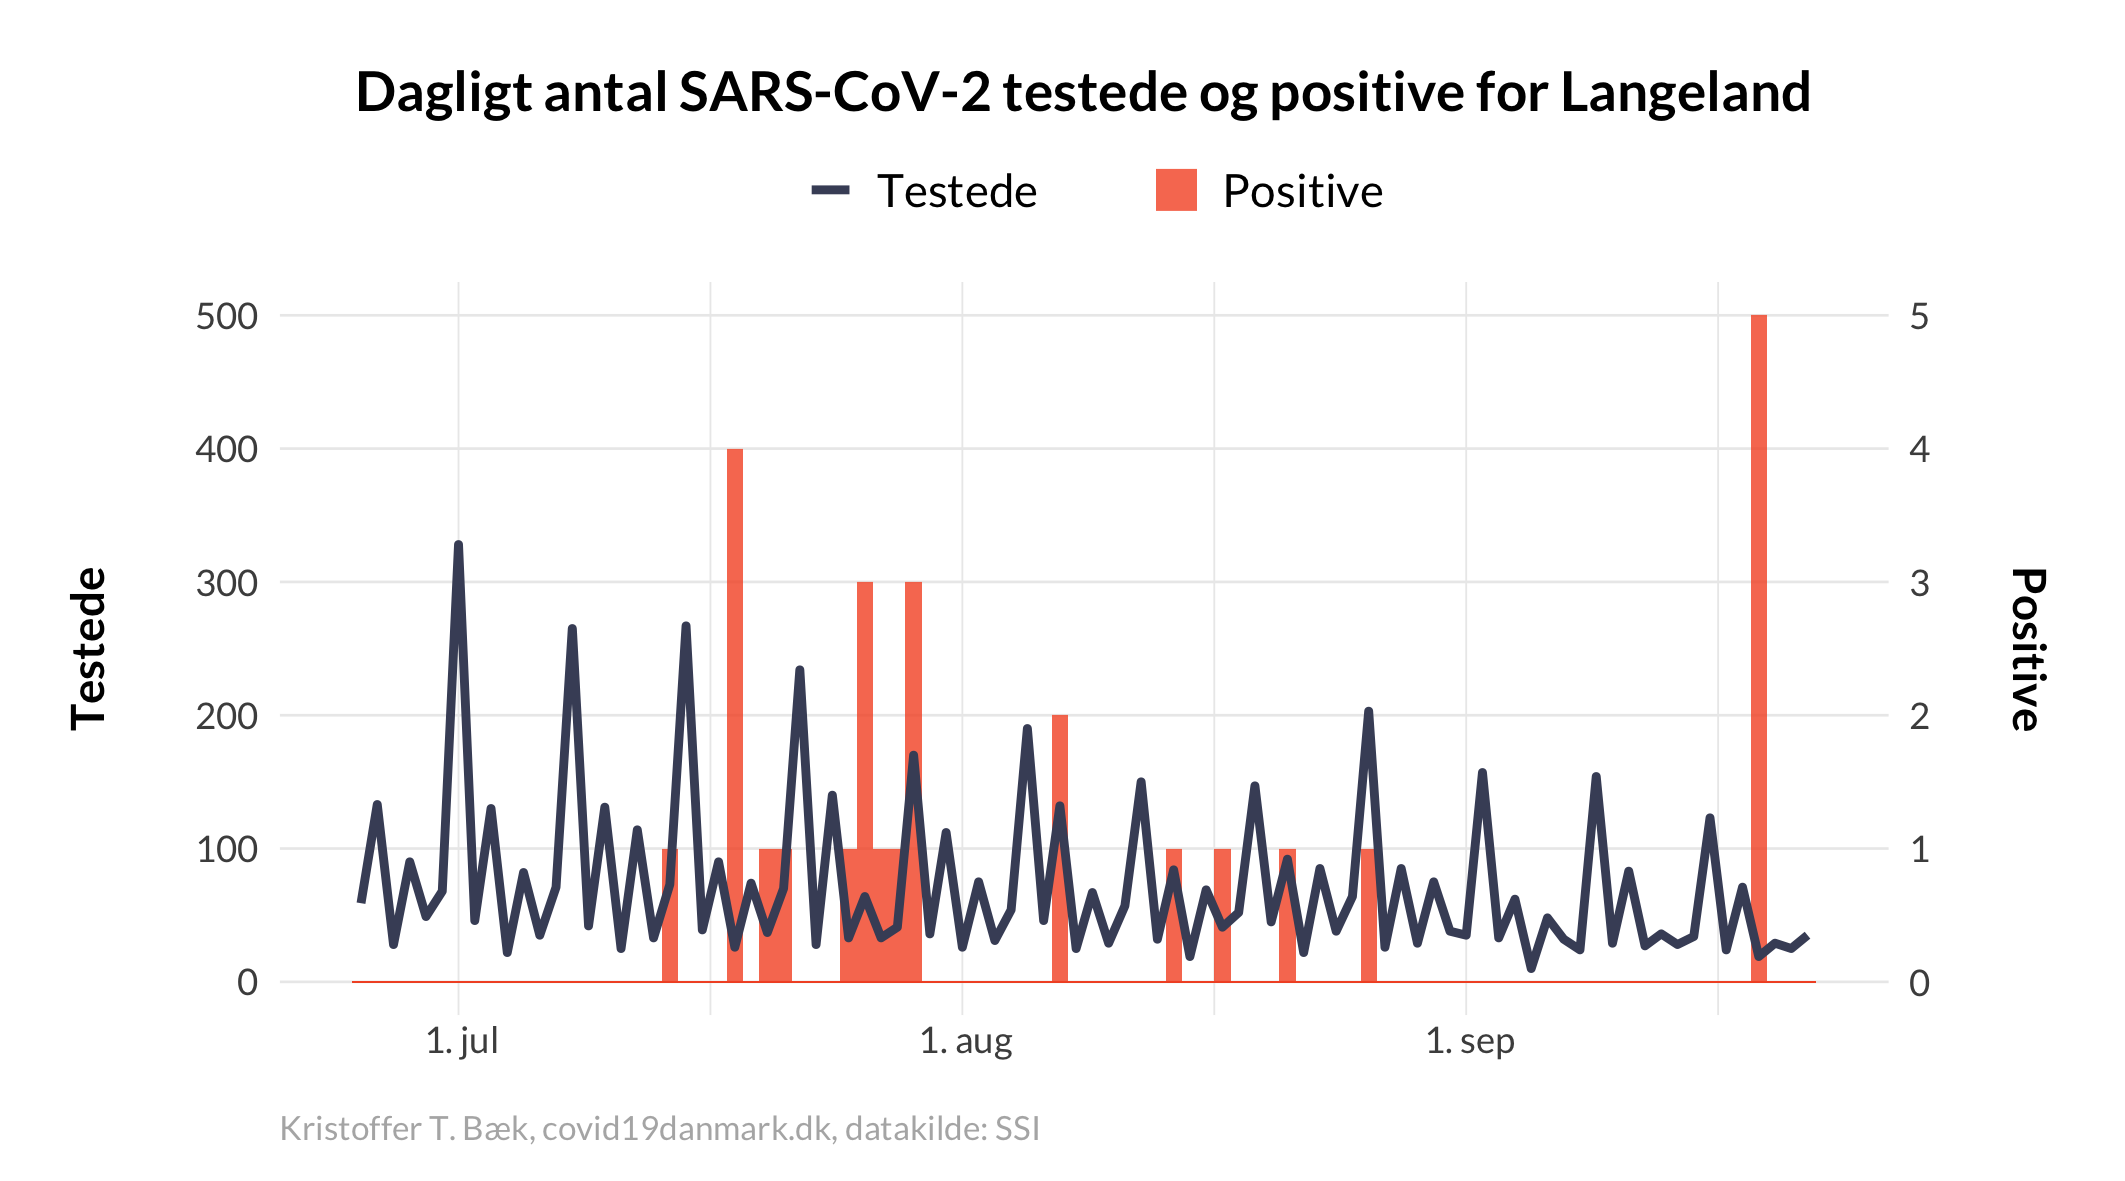 Dagligt antal SARS-CoV-2 testede og positive for Langeland
Testede Positive
500 5
400 4
300 3
200 2
100 1
0 0
Testede
Positive
1. jul 1. aug 1. sep
Kristoffer T. Bæk, covid19danmark.dk, datakilde: SSI